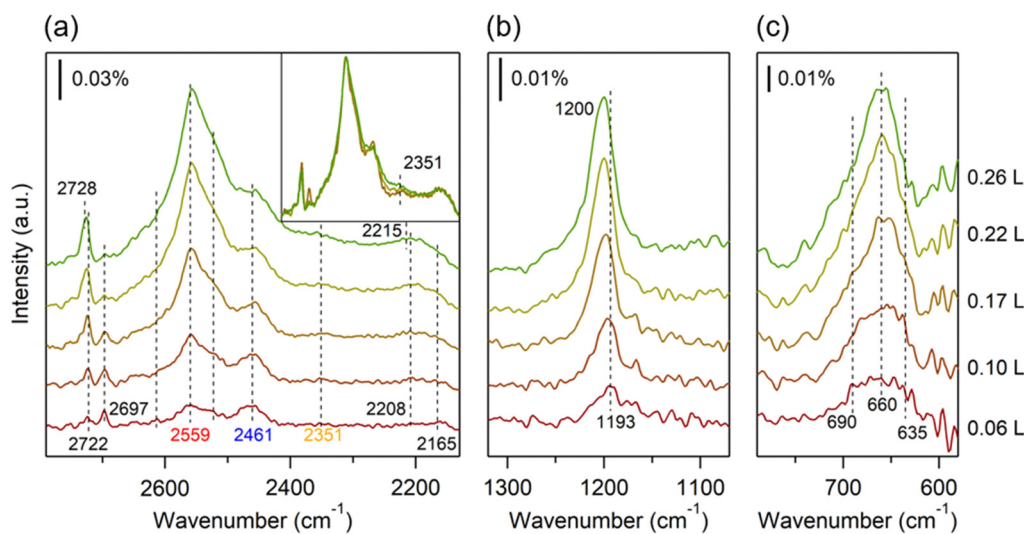 (a)
(b)
(c)
0.03%
0.01%
0.01%
2351
1200
2728
2215
0.26 L
0.22 L
0.17 L
0.10 L
0.06 L
Intensity (a.u.)
2697
2722
2559
2461
2351
2208
2165
1193
690
660
635
2600
2400
2200
1300
1200
1100
700
600
Wavenumber (cm⁻¹)
Wavenumber (cm⁻¹)
Wavenumber (cm⁻¹)